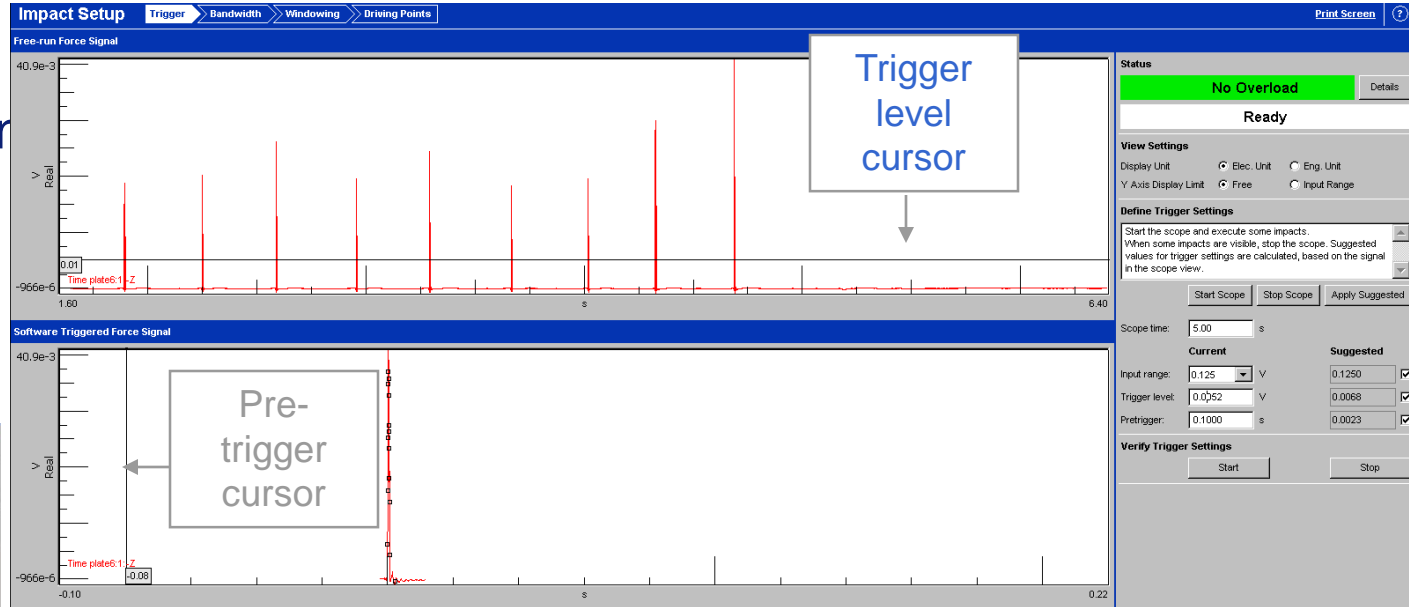 Impact Setup Trigger Bandwidth Windowing Driving Points Print Screen ?
Free-run Force Signal
40.9e-3
V
Real
0.01
Time plate6:1:-Z
-966e-6
1.60 s 6.40
Trigger
level
cursor
Software Triggered Force Signal
40.9e-3
V
Real
Time plate6:1:-Z
-0.08
-966e-6
-0.10 s 0.22
Pre-
trigger
cursor
Status
No Overload Details
Ready
View Settings
Display Unit Elec. Unit Eng. Unit
Y Axis Display Limit Free Input Range
Define Trigger Settings
Start the scope and execute some impacts.
When some impacts are visible, stop the scope. Suggested
values for trigger settings are calculated, based on the signal
in the scope view.
Start Scope Stop Scope Apply Suggested
Scope time: 5.00 s
Current Suggested
Input range: 0.125 V 0.1250
Trigger level: 0.0052 V 0.0068
Pretrigger: 0.1000 s 0.0023
Verify Trigger Settings
Start Stop